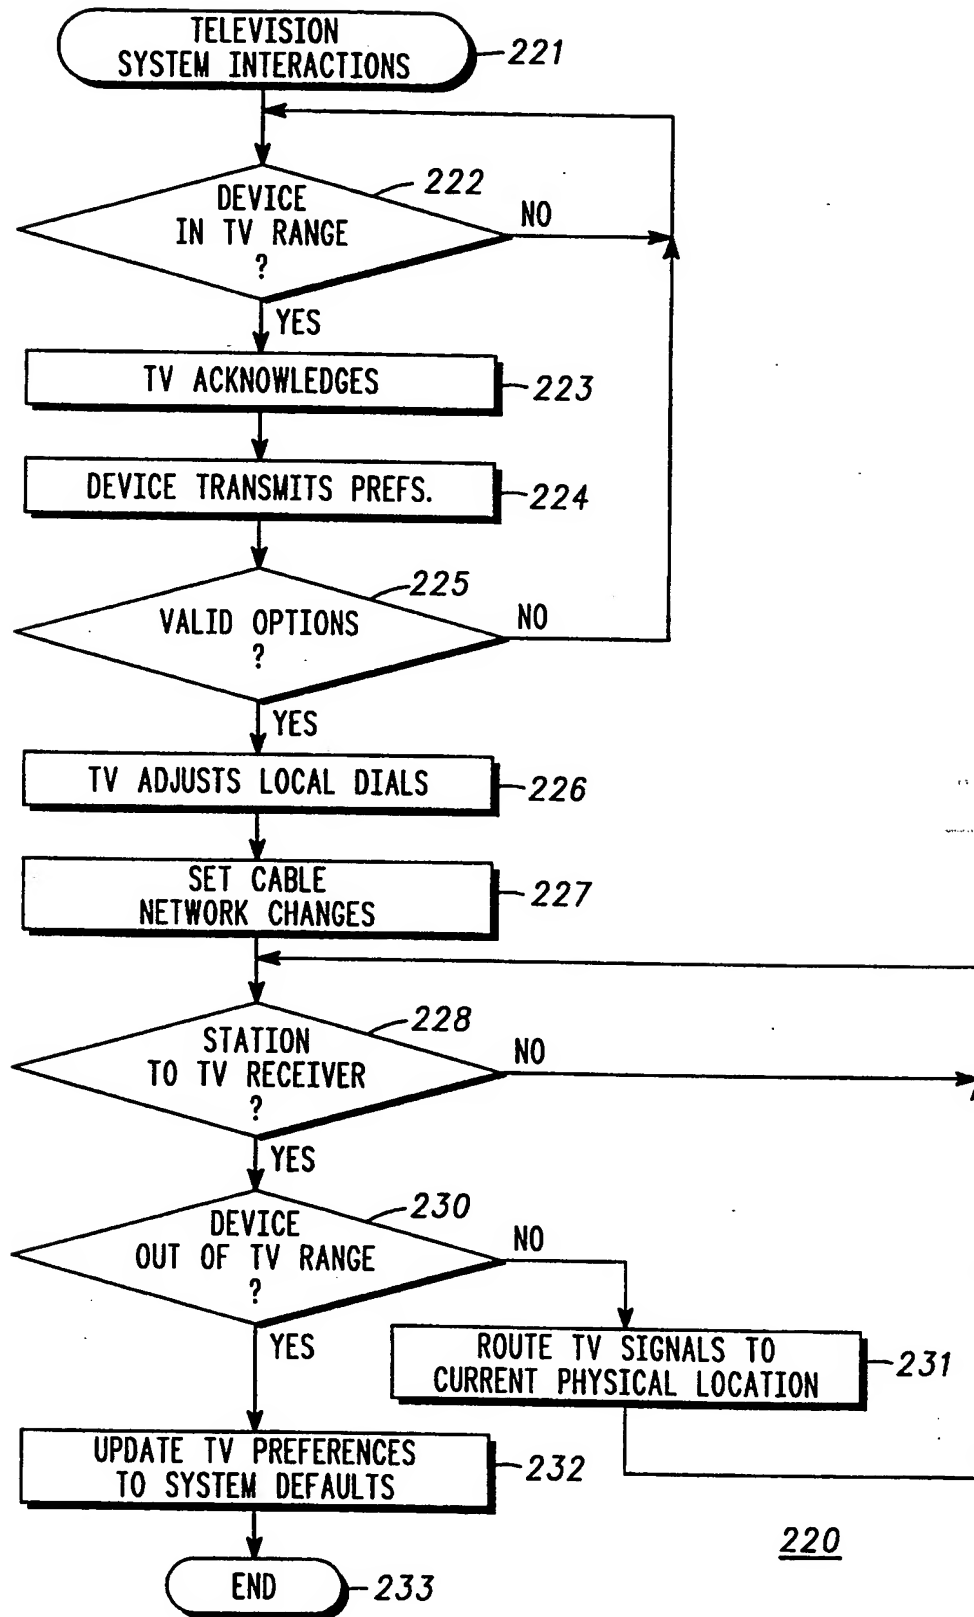 TELEVISION
SYSTEM INTERACTIONS
221
DEVICE
IN TV RANGE
?
222
NO
YES
TV ACKNOWLEDGES
223
DEVICE TRANSMITS PREFS.
224
VALID OPTIONS
?
225
NO
YES
TV ADJUSTS LOCAL DIALS
226
SET CABLE
NETWORK CHANGES
227
STATION
TO TV RECEIVER
?
228
NO
YES
DEVICE
OUT OF TV RANGE
?
230
NO
YES
ROUTE TV SIGNALS TO
CURRENT PHYSICAL LOCATION
231
UPDATE TV PREFERENCES
TO SYSTEM DEFAULTS
232
220
END
233